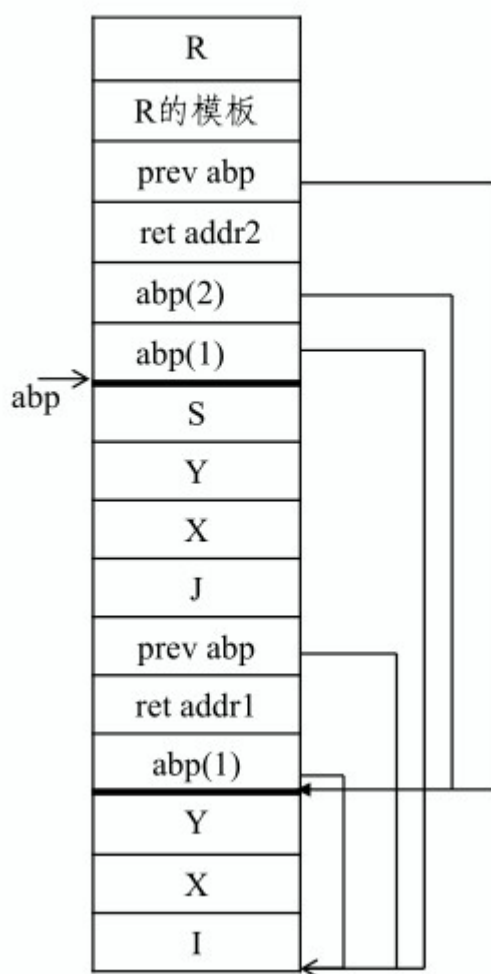 R
R的模板
prev abp
ret addr2
abp(2)
abp(1)
abp
S
Y
X
J
prev abp
ret addr1
abp(1)
Y
X
I